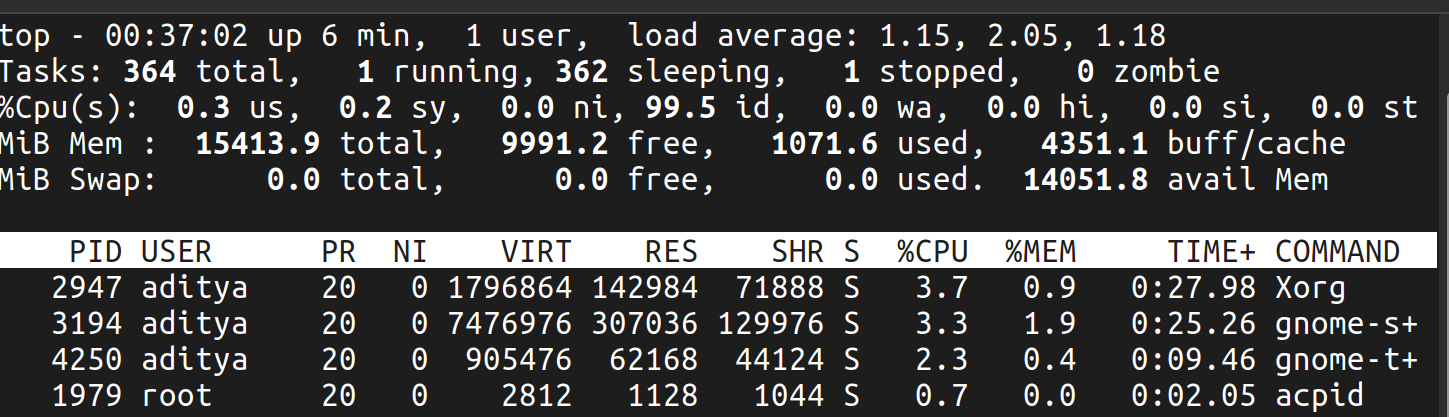 top - 00:37:02 up 6 min,  1 user,  load average: 1.15, 2.05, 1.18
Tasks: 364 total,   1 running, 362 sleeping,   1 stopped,   0 zombie
%Cpu(s):  0.3 us,  0.2 sy,  0.0 ni, 99.5 id,  0.0 wa,  0.0 hi,  0.0 si,  0.0 st
MiB Mem :  15413.9 total,   9991.2 free,   1071.6 used,   4351.1 buff/cache
MiB Swap:      0.0 total,      0.0 free,      0.0 used.  14051.8 avail Mem
    PID USER      PR  NI    VIRT    RES    SHR S  %CPU  %MEM     TIME+ COMMAND
   2947 aditya    20   0 1796864 142984  71888 S   3.7   0.9   0:27.98 Xorg
   3194 aditya    20   0 7476976 307036 129976 S   3.3   1.9   0:25.26 gnome-s+
   4250 aditya    20   0  905476  62168  44124 S   2.3   0.4   0:09.46 gnome-t+
   1979 root      20   0    2812   1128   1044 S   0.7   0.0   0:02.05 acpid